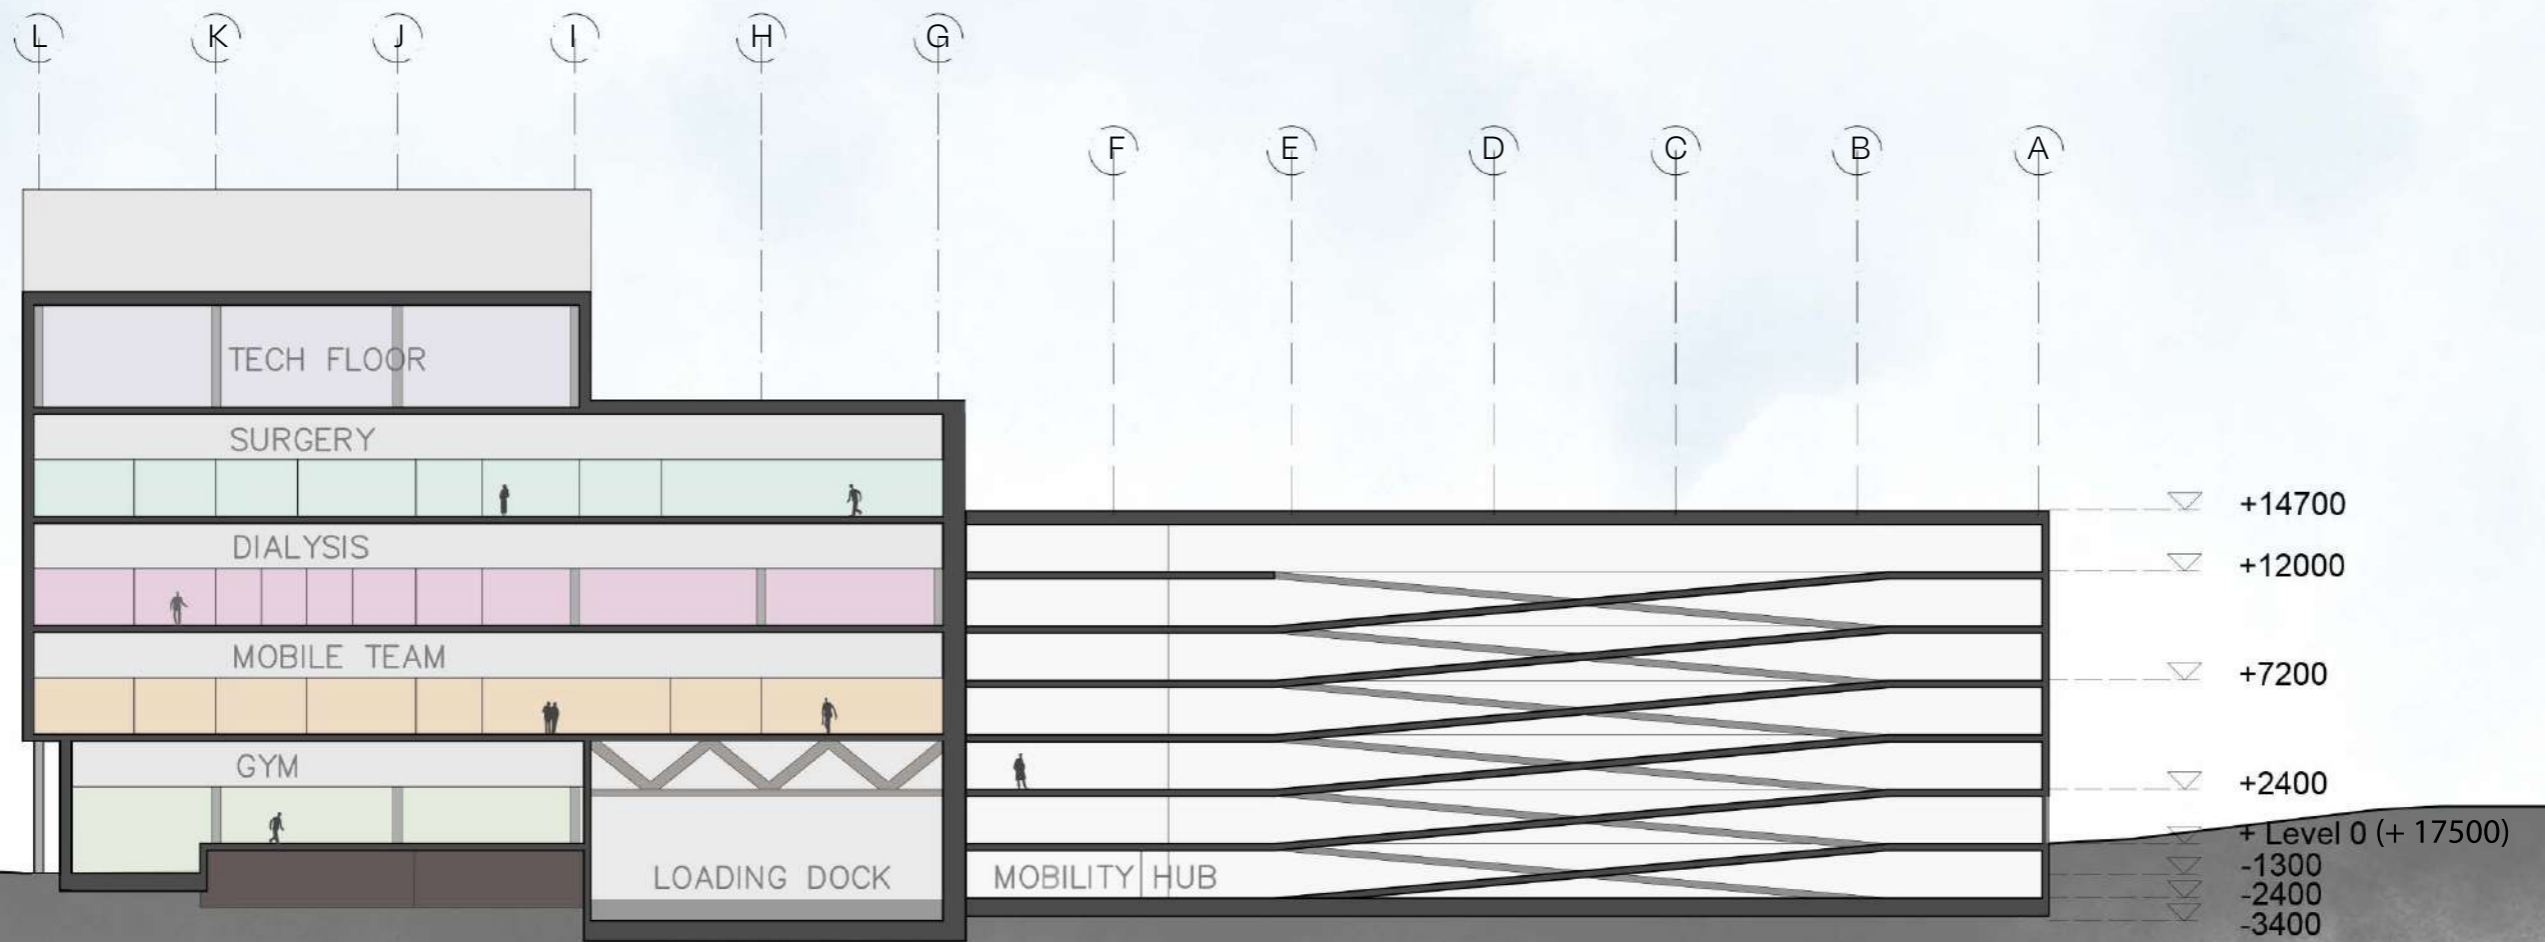 L K J I H G
F E D C B A
TECH FLOOR
SURGERY
DIALYSIS
MOBILE TEAM
GYM
LOADING DOCK
MOBILITY HUB
+14700
+12000
+7200
+2400
+ Level 0 (+ 17500)
-1300
-2400
-3400